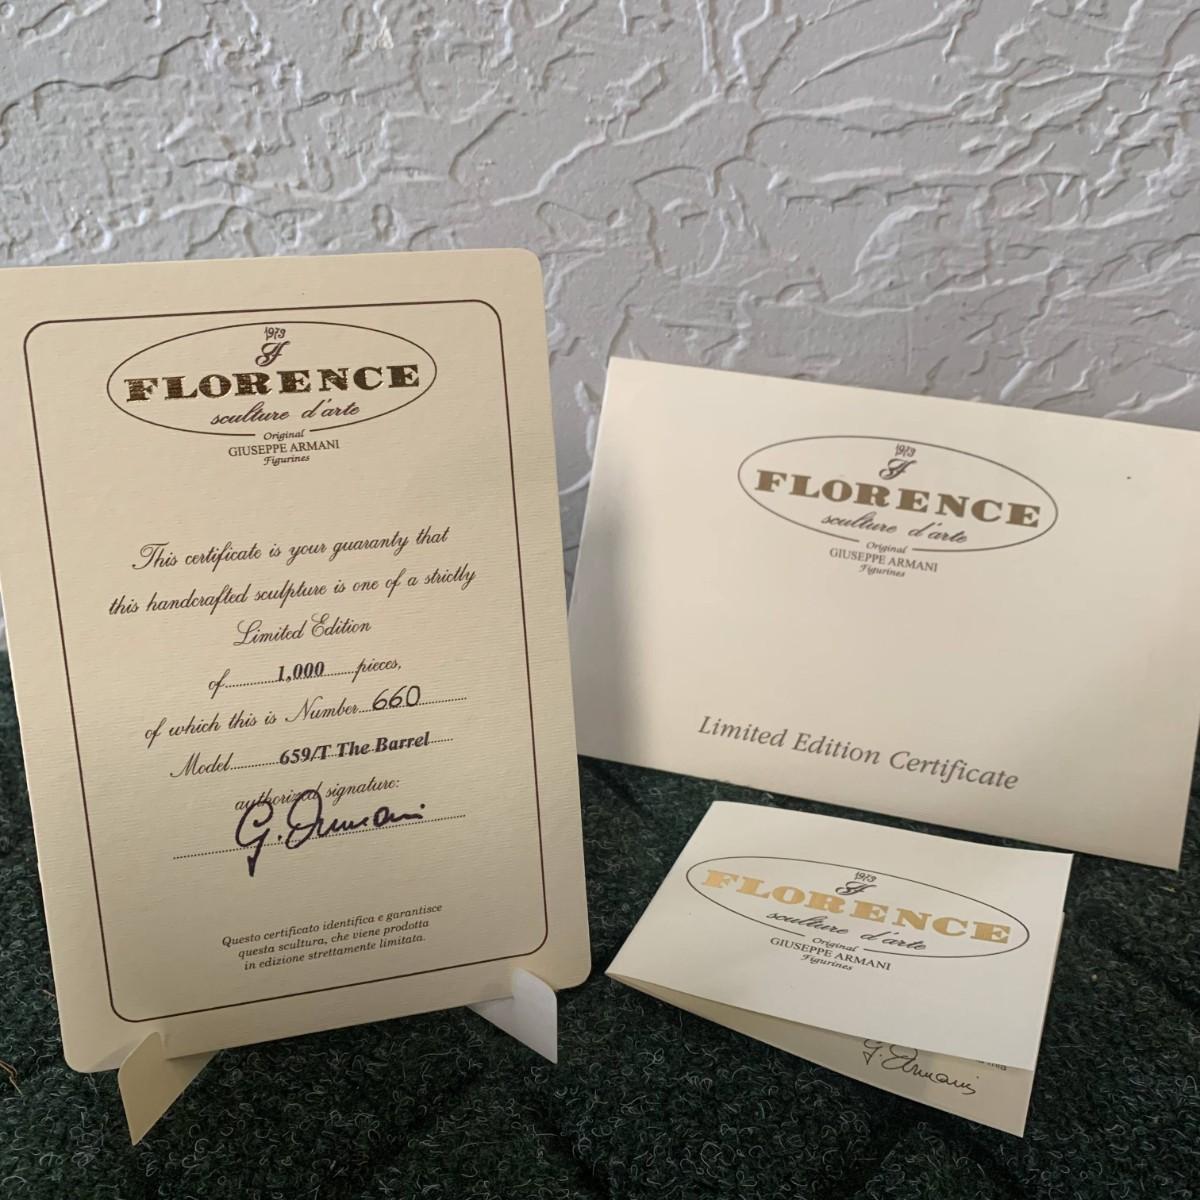 1973
FLORENCE
sculture d'arte
Original
GIUSEPPE ARMANI
Figurines
This certificate is your guaranty that
this handcrafted sculpture is one of a strictly
Limited Edition
of 1,000 pieces,
of which this is Number 660
Model 659/T The Barrel
authorized signature:
G. Armani
Questo certificato identifica e garantisce
questa scultura, che viene prodotta
in edizione strettamente limitata.
1973
FLORENCE
sculture d'arte
Original
GIUSEPPE ARMANI
Figurines
Limited Edition Certificate
1973
FLORENCE
sculture d'arte
Original
GIUSEPPE ARMANI
Figurines
G. Armani